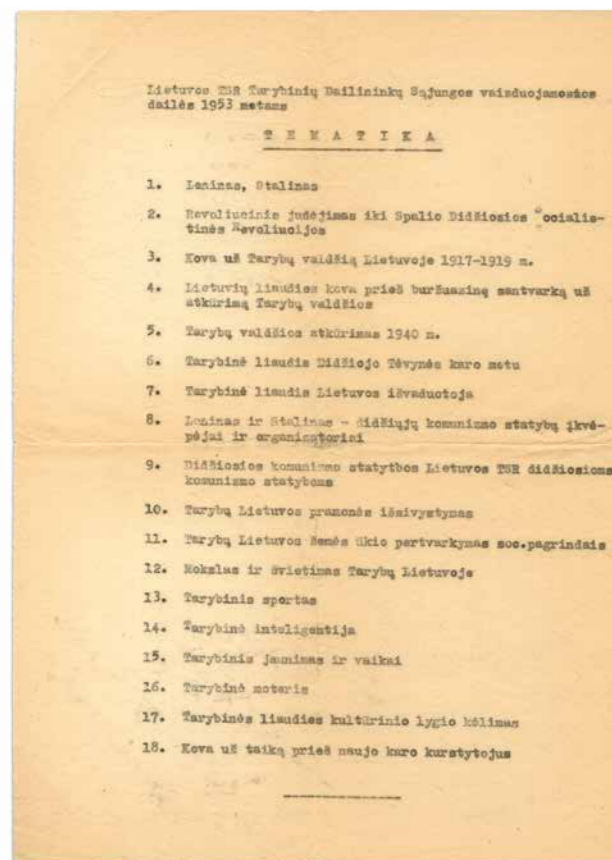 Lietuvos TSR Tarybinių Dailininkų Sąjungos vaizduojamosios
dailės 1953 metams
T E M A T I K A
1. Leninas, Stalinas
2. Revoliucinis judėjimas iki Spalio Didžiosios Socialis-
tinės Revoliucijos
3. Kova už Tarybų valdžią Lietuvoje 1917-1919 m.
4. Lietuvių liaudies kova prieš buržuazinę santvarką už
atkūrimą Tarybų valdžios
5. Tarybų valdžios atkūrimas 1940 m.
6. Tarybinė liaudis Didžiojo Tėvynės karo metu
7. Tarybinė liaudis Lietuvos išvaduotoja
8. Leninas ir Stalinas - didžiųjų komunizmo statybų įkvė-
pėjai ir organizatoriai
9. Didžiosios komunizmo statytbos Lietuvos TSR didžiosioms
komunizmo statyboms
10. Tarybų Lietuvos pramonės išsivystymas
11. Tarybų Lietuvos žemės ūkio pertvarkymas soc.pagrindais
12. Mokslas ir švietimas Tarybų Lietuvoje
13. Tarybinis sportas
14. Tarybinė inteligentija
15. Tarybinis jaunimas ir vaikai
16. Tarybinė moteris
17. Tarybinės liaudies kultūrinio lygio kėlimas
18. Kova už taiką prieš naujo karo kurstytojus